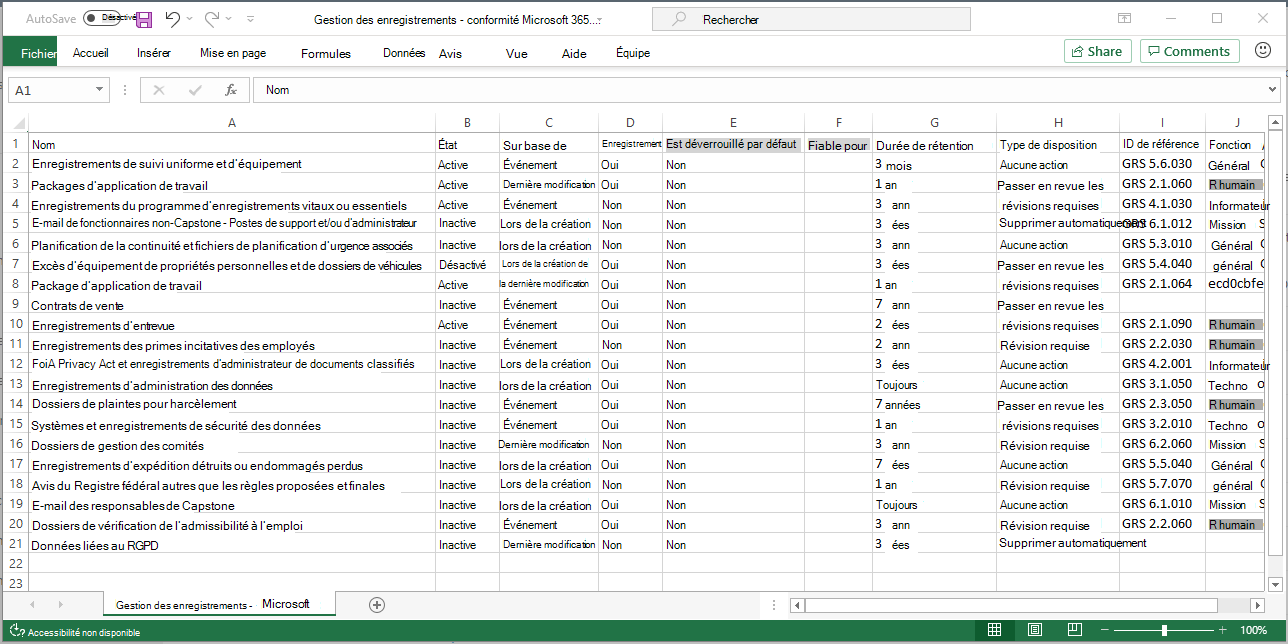 AutoSave Désactivé Gestion des enregistrements - conformité Microsoft 365... Rechercher
Fichier Accueil Insérer Mise en page Formules Données Avis Vue Aide Équipe Share Comments
A1 fx Nom
A B C D E F G H I J
1 Nom État Sur base de Enregistrement Est déverrouillé par défaut Fiable pour Durée de rétention Type de disposition ID de référence Fonction
2 Enregistrements de suivi uniforme et d'équipement Active Événement Oui Non 3 mois Aucune action GRS 5.6.030 Général
3 Packages d'application de travail Active Dernière modification Oui Non 1 an Passer en revue les GRS 2.1.060 R humain
4 Enregistrements du programme d'enregistrements vitaux ou essentiels Active Événement Non Non 3 ann révisions requises GRS 4.1.030 Informateur
5 E-mail de fonctionnaires non-Capstone - Postes de support et/ou d'administrateur Inactive Lors de la création Non Non 3 ées Supprimer automatiquement GRS 6.1.012 Mission S
6 Planification de la continuité et fichiers de planification d'urgence associés Inactive lors de la création Non Non 3 ann Aucune action GRS 5.3.010 Général
7 Excès d'équipement de propriétés personnelles et de dossiers de véhicules Désactivé Lors de la création de Oui Non 3 ées Passer en revue les GRS 5.4.040 général
8 Package d'application de travail Active la dernière modification Oui Non 1 an révisions requises GRS 2.1.064 ecd0cbfe
9 Contrats de vente Inactive Événement Oui Non 7 ann Passer en revue les
10 Enregistrements d'entrevue Active Événement Oui Non 2 ées révisions requises GRS 2.1.090 R humain
11 Enregistrements des primes incitatives des employés Inactive Événement Non Non 2 ann Révision requise GRS 2.2.030 R humain
12 FoiA Privacy Act et enregistrements d'administrateur de documents classifiés Inactive Lors de la création Oui Non 3 ées Aucune action GRS 4.2.001 Informateur
13 Enregistrements d'administration des données Inactive lors de la création Oui Non Toujours Aucune action GRS 3.1.050 Techno
14 Dossiers de plaintes pour harcèlement Inactive Événement Oui Non 7 années Passer en revue les GRS 2.3.050 R humain
15 Systèmes et enregistrements de sécurité des données Inactive Événement Oui Non 1 an révisions requises GRS 3.2.010 Techno
16 Dossiers de gestion des comités Inactive Dernière modification Non Non 3 ann Révision requise GRS 6.2.060 Mission S
17 Enregistrements d'expédition détruits ou endommagés perdus Inactive lors de la création Oui Non 7 ées Aucune action GRS 5.5.040 Général
18 Avis du Registre fédéral autres que les règles proposées et finales Inactive Lors de la création Non Non 1 an Révision requise GRS 5.7.070 général
19 E-mail des responsables de Capstone Inactive lors de la création Oui Non Toujours Aucune action GRS 6.1.010 Mission S
20 Dossiers de vérification de l'admissibilité à l'emploi Inactive Événement Oui Non 3 ann Révision requise GRS 2.2.060 R humain
21 Données liées au RGPD Inactive Dernière modification Non Non 3 ées Supprimer automatiquement
22
23
Gestion des enregistrements - Microsoft
Accessibilité non disponible 100%